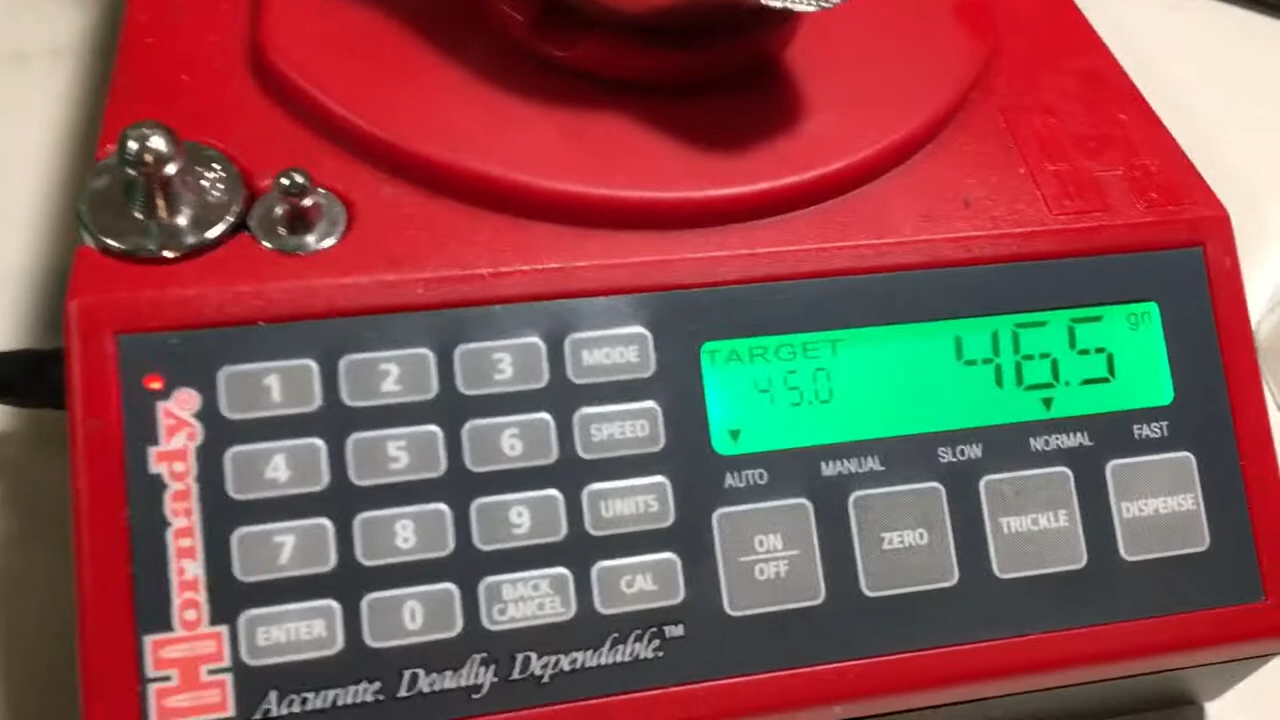 TARGET
45.0
46.5
gn
AUTO
MANUAL
SLOW
NORMAL
FAST
1 2 3 MODE
4 5 6 SPEED
7 8 9 UNITS
ENTER 0 BACK CANCEL CAL
ON
OFF
ZERO
TRICKLE
DISPENSE
Hornady®
Accurate. Deadly. Dependable.™